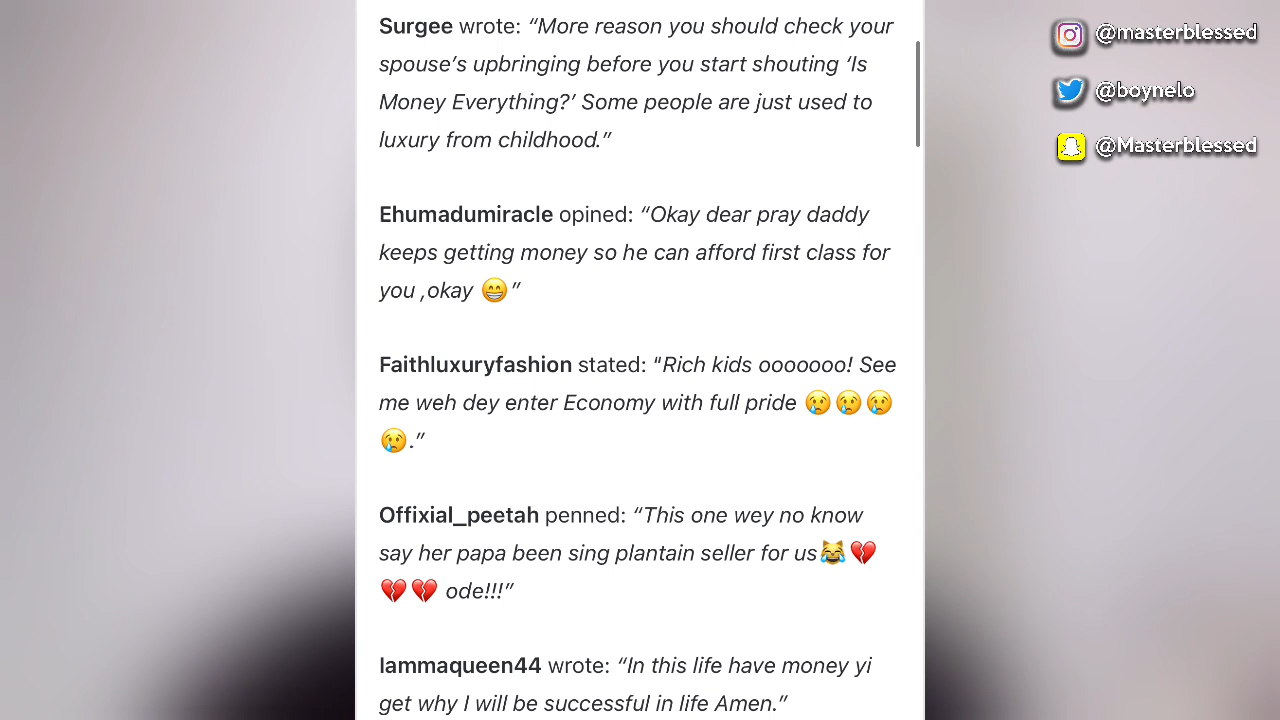 Surgee wrote: “More reason you should check your
spouse’s upbringing before you start shouting ‘Is
Money Everything?’ Some people are just used to
luxury from childhood.”
Ehumadumiracle opined: “Okay dear pray daddy
keeps getting money so he can afford first class for
you ,okay 😁”
Faithluxuryfashion stated: “Rich kids ooooooo! See
me weh dey enter Economy with full pride 😢😢😢
😢.”
Offixial_peetah penned: “This one wey no know
say her papa been sing plantain seller for us😹💔
💔💔 ode!!!”
Iammaqueen44 wrote: “In this life have money yi
get why I will be successful in life Amen.”
@masterblessed
@boynelo
@Masterblessed